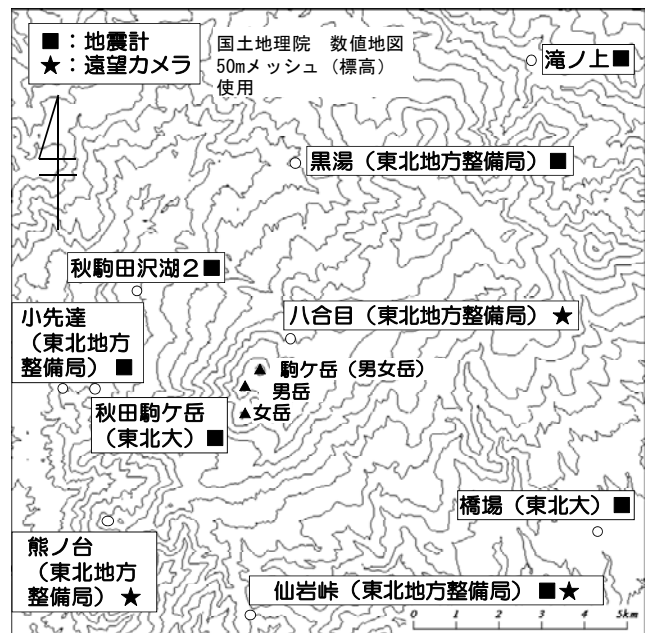 ■：地震計
★：遠望カメラ
国土地理院　数値地図
50mメッシュ（標高）
使用
滝ノ上■
黒湯（東北地方整備局）■
秋駒田沢湖２■
小先達
（東北地方
整備局）■
八合目（東北地方整備局）★
駒ケ岳（男女岳）
男岳
女岳
秋田駒ケ岳
（東北大）■
橋場（東北大）■
熊ノ台
（東北地方
整備局）★
仙岩峠（東北地方整備局）■★
0 1 2 3 4 5km